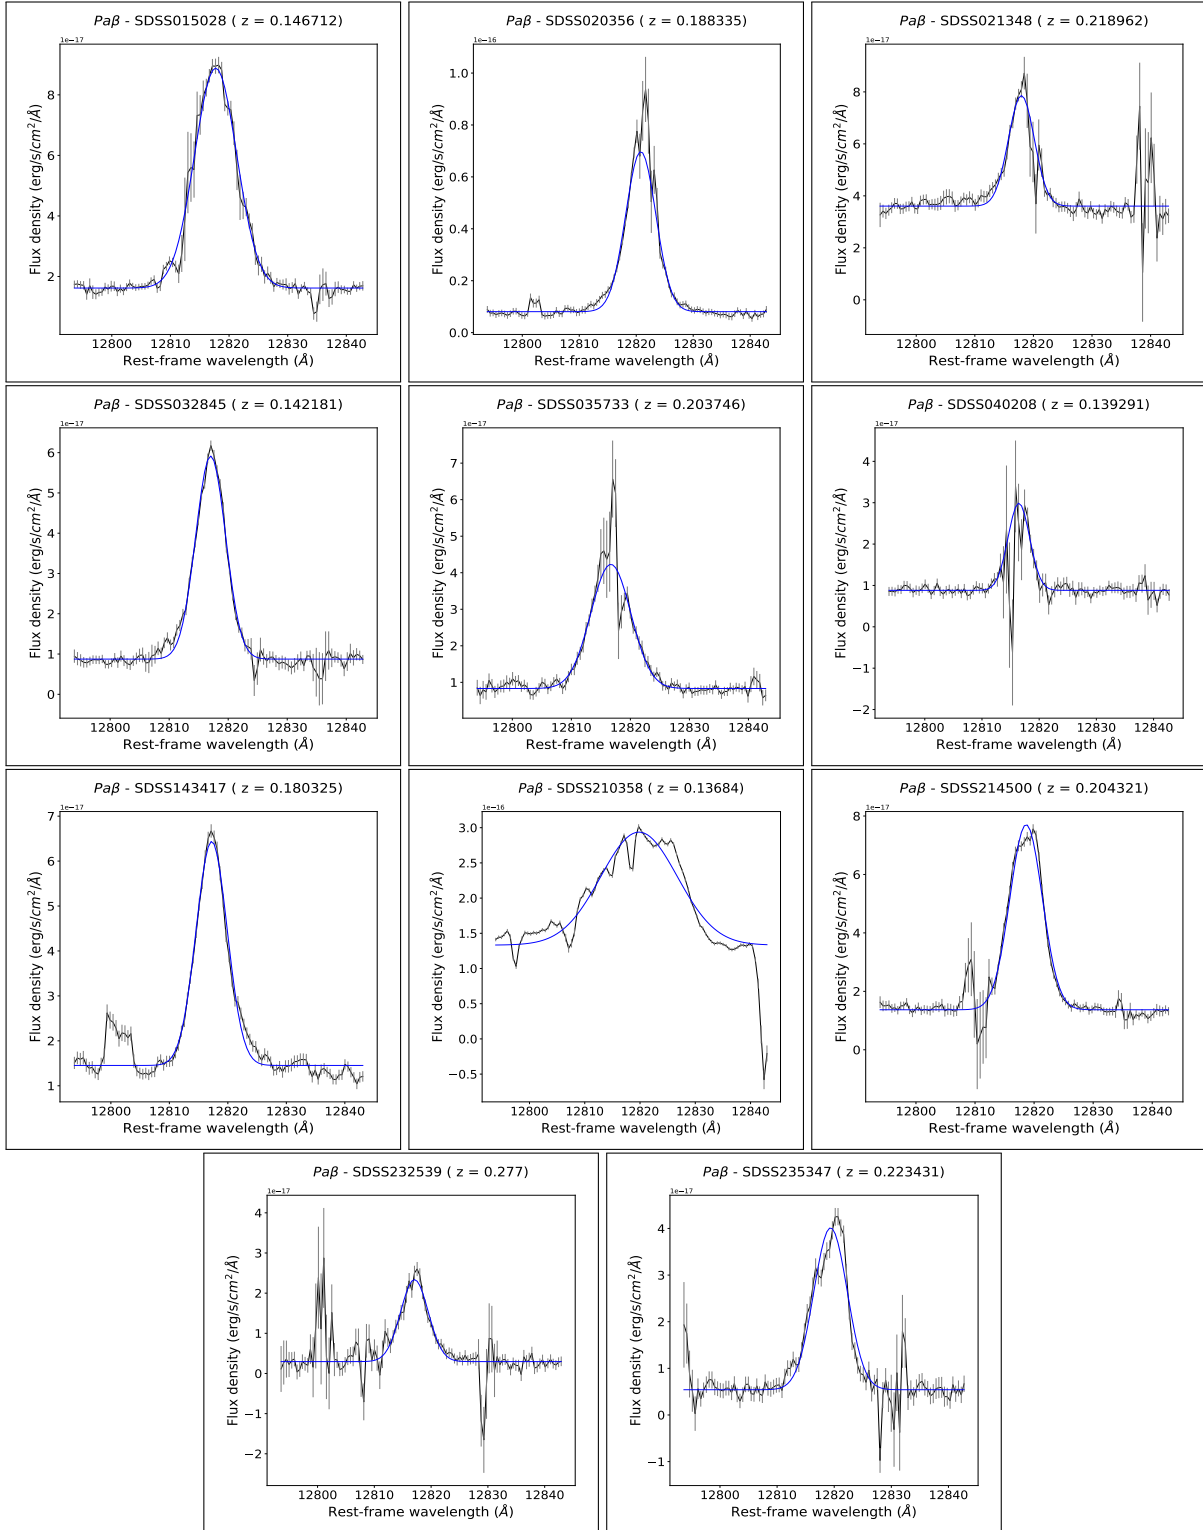 Paβ - SDSS015028 ( z = 0.146712)
1e−17
8
6
4
2
Flux density (erg/s/cm²/Å)
12800 12810 12820 12830 12840
Rest-frame wavelength (Å)
Paβ - SDSS020356 ( z = 0.188335)
1e−16
1.0
0.8
0.6
0.4
0.2
0.0
Flux density (erg/s/cm²/Å)
12800 12810 12820 12830 12840
Rest-frame wavelength (Å)
Paβ - SDSS021348 ( z = 0.218962)
1e−17
8
6
4
2
0
Flux density (erg/s/cm²/Å)
12800 12810 12820 12830 12840
Rest-frame wavelength (Å)
Paβ - SDSS032845 ( z = 0.142181)
1e−17
6
5
4
3
2
1
0
Flux density (erg/s/cm²/Å)
12800 12810 12820 12830 12840
Rest-frame wavelength (Å)
Paβ - SDSS035733 ( z = 0.203746)
1e−17
7
6
5
4
3
2
1
Flux density (erg/s/cm²/Å)
12800 12810 12820 12830 12840
Rest-frame wavelength (Å)
Paβ - SDSS040208 ( z = 0.139291)
1e−17
4
3
2
1
0
−1
−2
Flux density (erg/s/cm²/Å)
12800 12810 12820 12830 12840
Rest-frame wavelength (Å)
Paβ - SDSS143417 ( z = 0.180325)
1e−17
7
6
5
4
3
2
1
Flux density (erg/s/cm²/Å)
12800 12810 12820 12830 12840
Rest-frame wavelength (Å)
Paβ - SDSS210358 ( z = 0.13684)
1e−16
3.0
2.5
2.0
1.5
1.0
0.5
0.0
−0.5
Flux density (erg/s/cm²/Å)
12800 12810 12820 12830 12840
Rest-frame wavelength (Å)
Paβ - SDSS214500 ( z = 0.204321)
1e−17
8
6
4
2
0
Flux density (erg/s/cm²/Å)
12800 12810 12820 12830 12840
Rest-frame wavelength (Å)
Paβ - SDSS232539 ( z = 0.277)
1e−17
4
3
2
1
0
−1
−2
Flux density (erg/s/cm²/Å)
12800 12810 12820 12830 12840
Rest-frame wavelength (Å)
Paβ - SDSS235347 ( z = 0.223431)
1e−17
4
3
2
1
0
−1
Flux density (erg/s/cm²/Å)
12800 12810 12820 12830 12840
Rest-frame wavelength (Å)